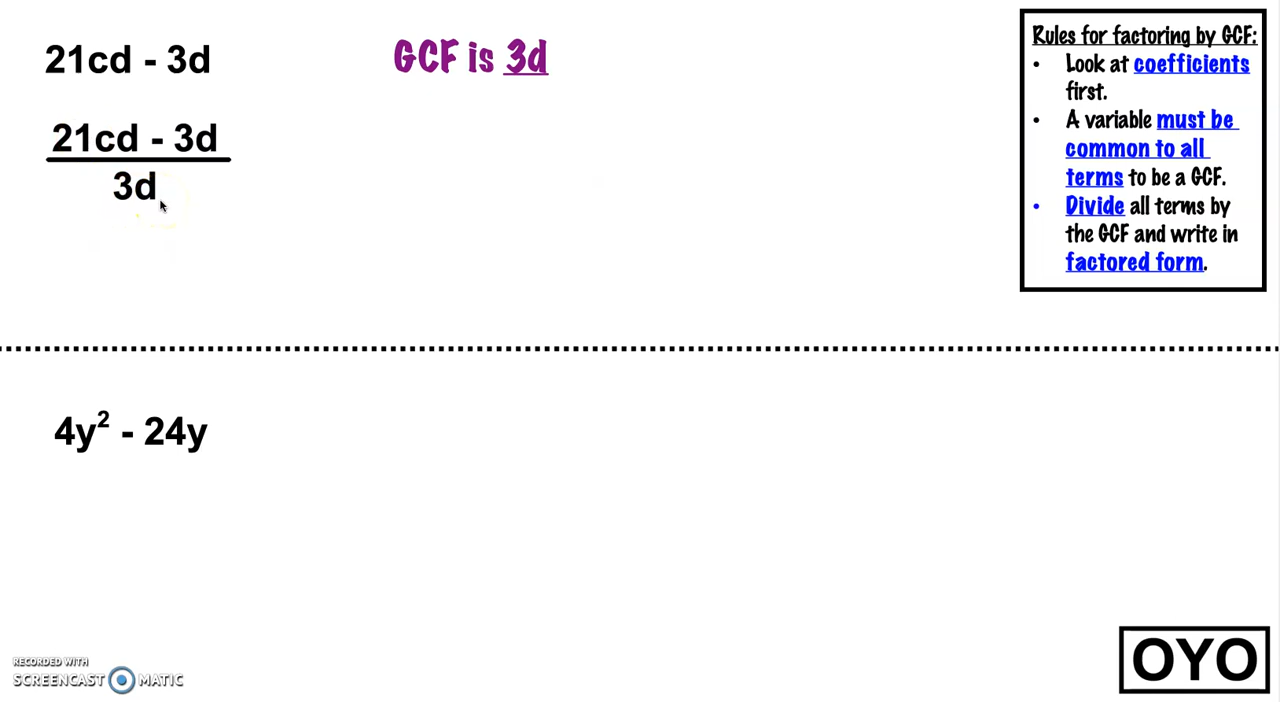 21cd - 3d
GCF is 3d
21cd - 3d
3d
Rules for factoring by GCF:
• Look at coefficients
first.
• A variable must be
common to all
terms to be a GCF.
• Divide all terms by
the GCF and write in
factored form.
4y² - 24y
OYO
RECORDED WITH
SCREENCAST MATIC